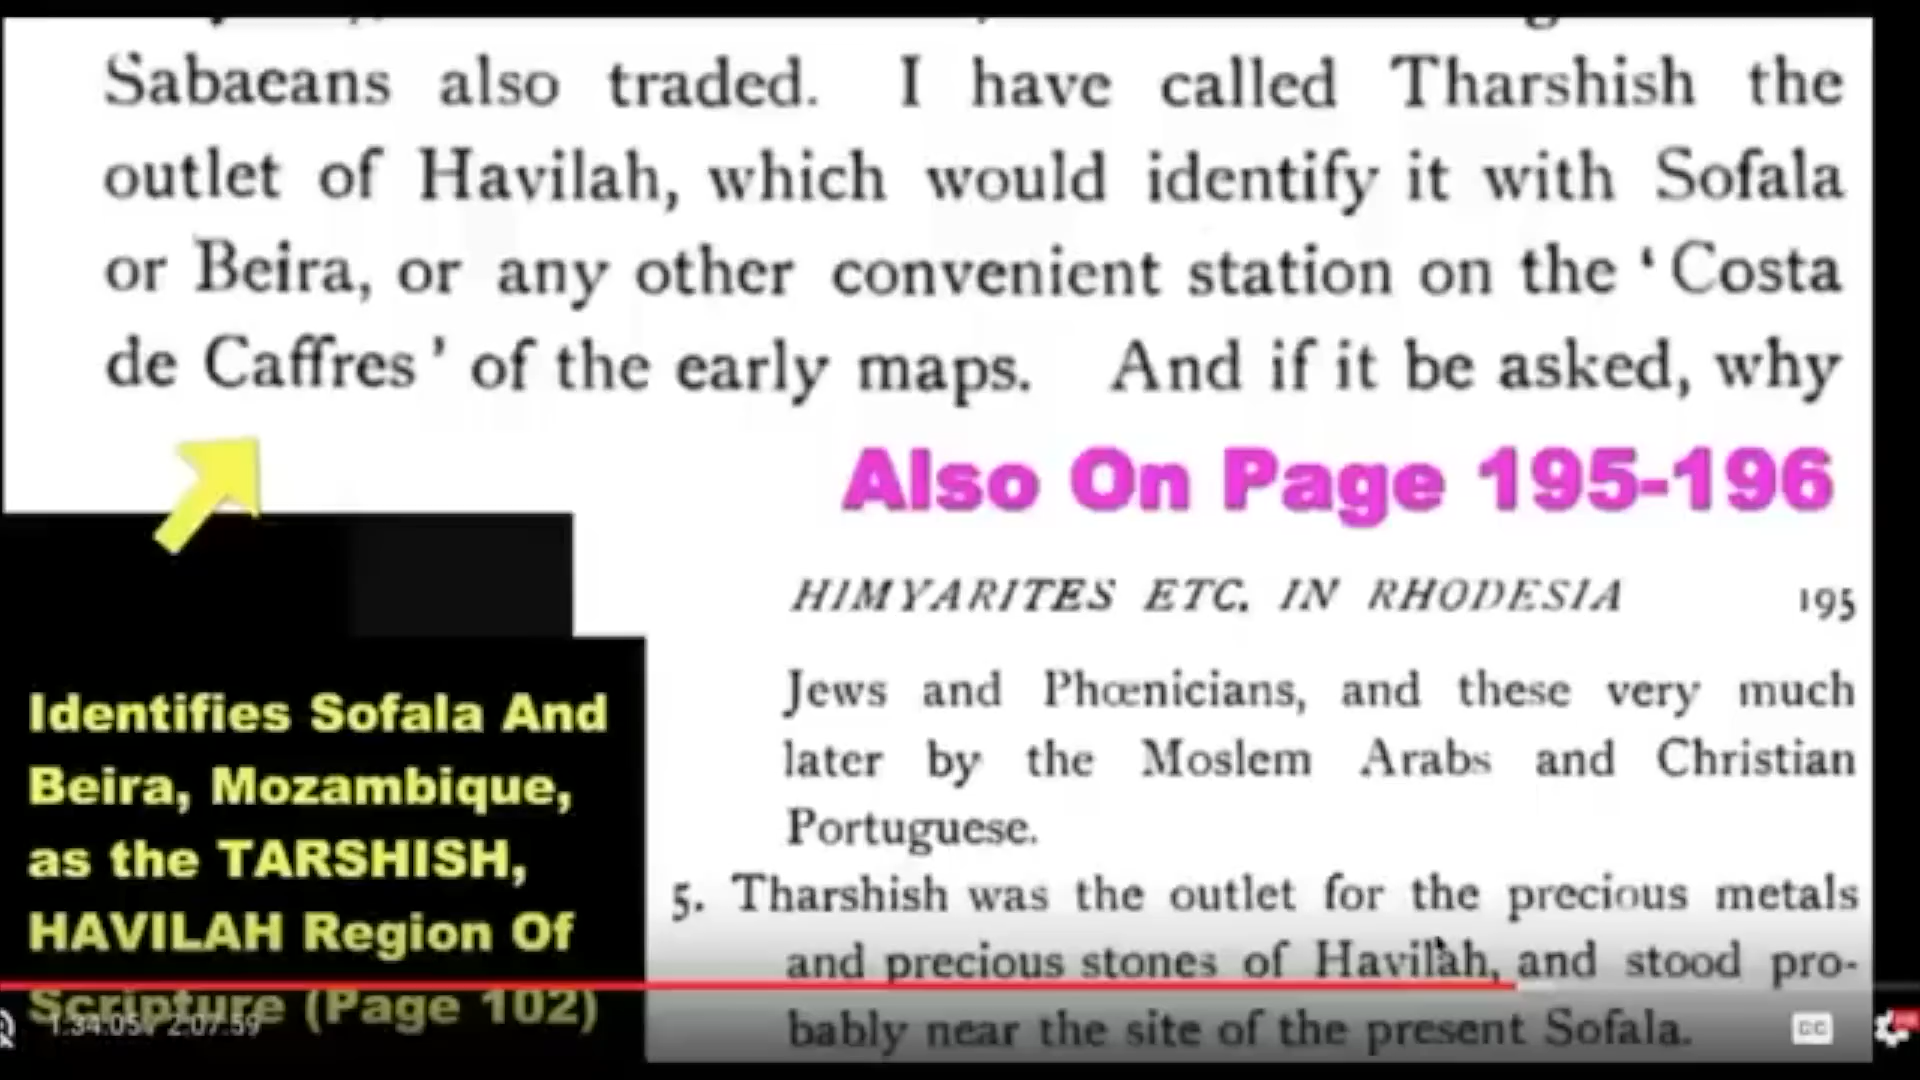 Sabaeans also traded. I have called Tharshish the
outlet of Havilah, which would identify it with Sofala
or Beira, or any other convenient station on the ‘Costa
de Caffres’ of the early maps. And if it be asked, why
Also On Page 195-196
HIMYARITES ETC. IN RHODESIA 195
Jews and Phœnicians, and these very much
later by the Moslem Arabs and Christian
Portuguese.
5. Tharshish was the outlet for the precious metals
and precious stones of Havilah, and stood pro-
bably near the site of the present Sofala.
Identifies Sofala And
Beira, Mozambique,
as the TARSHISH,
HAVILAH Region Of
Scripture (Page 102)
1:34:05 / 2:07:59
CC